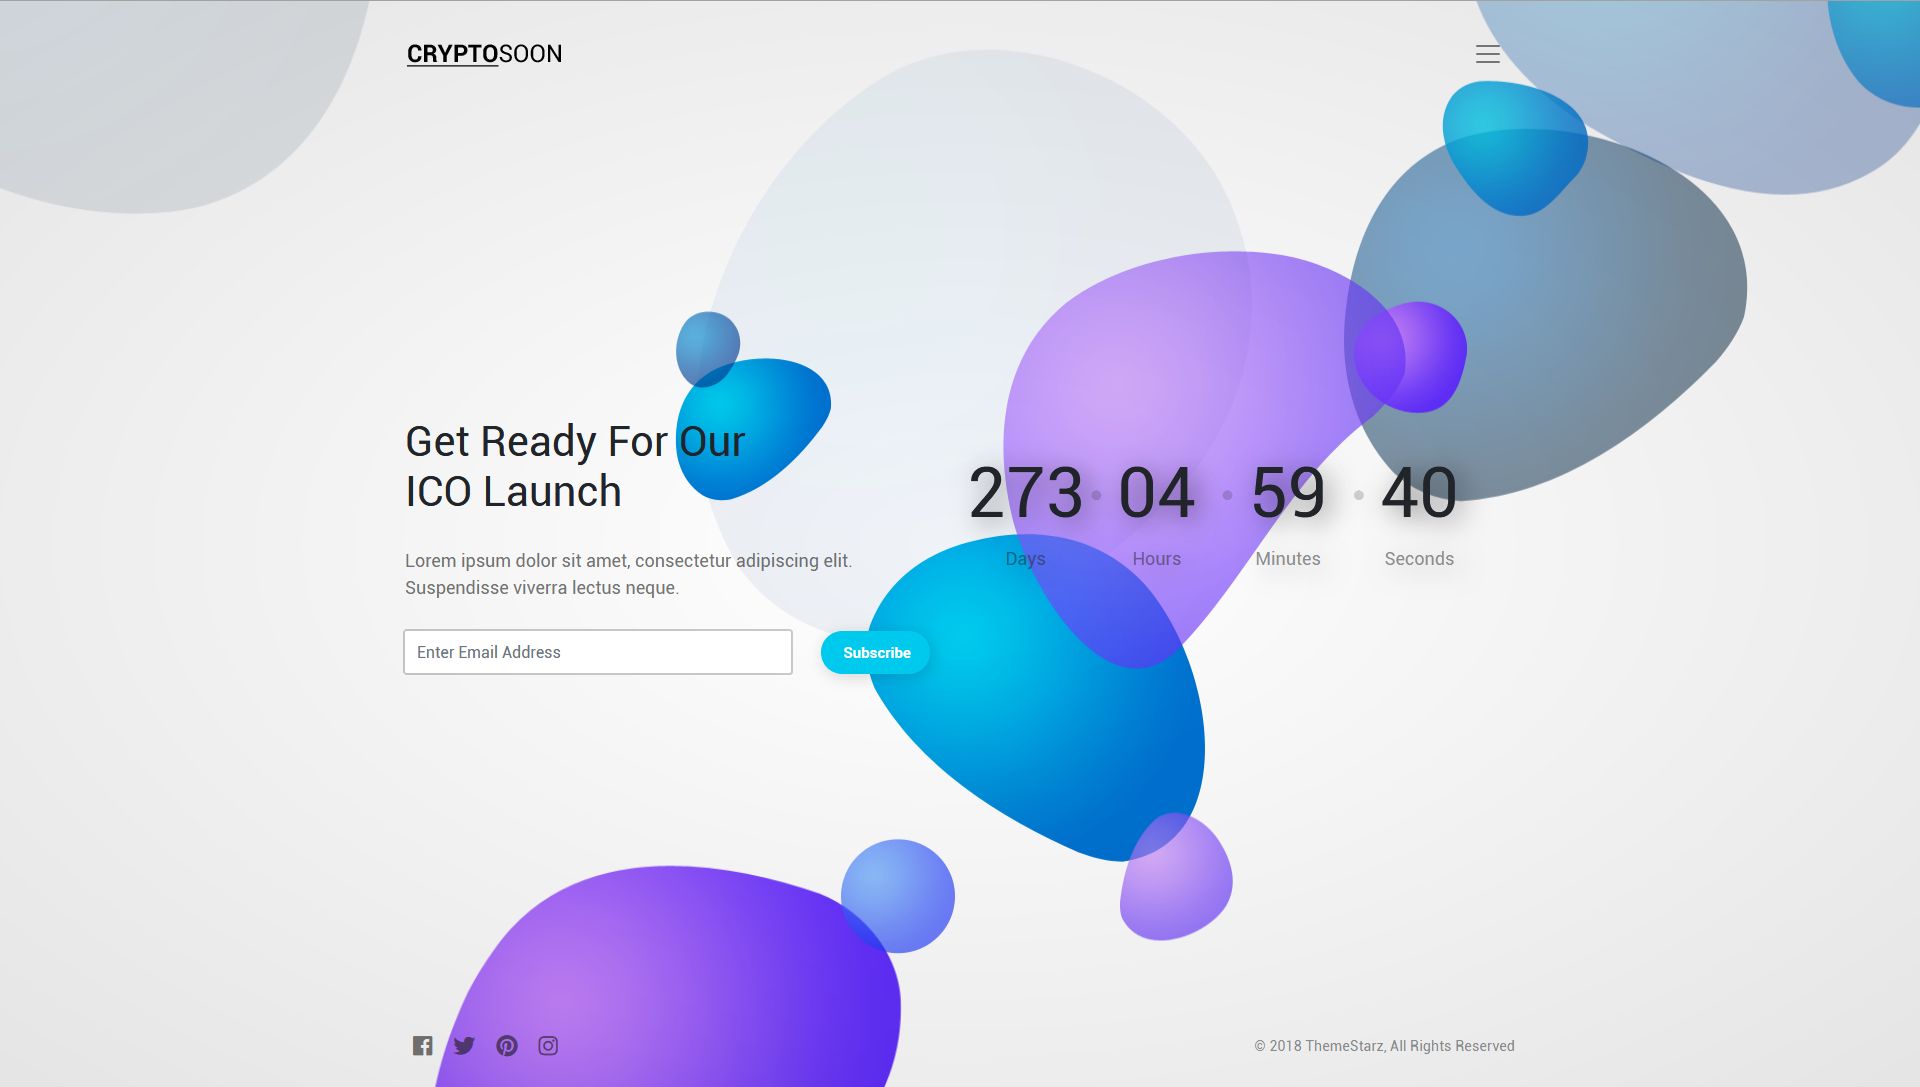 CRYPTOSOON
Get Ready For Our
ICO Launch
Lorem ipsum dolor sit amet, consectetur adipiscing elit.
Suspendisse viverra lectus neque.
Enter Email Address
Subscribe
273 04 59 40
Days Hours Minutes Seconds
© 2018 ThemeStarz, All Rights Reserved